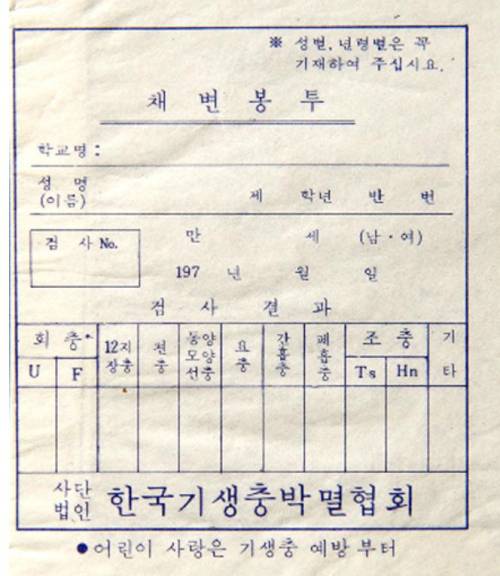 ※ 성별, 년령별은 꼭
기재하여 주십시요.
채 변 봉 투
학교명 :
성 명
(이름) 제 학년 반 번
검 사 No. 만 세 (남 · 여)
197 년 월 일
검 사 결 과
회 충 12지장충 편충 동양모양선충 요충 간흡충 폐흡충 조 충 기타
U F Ts Hn
사단법인 한국기생충박멸협회
●어린이 사랑은 기생충 예방부터